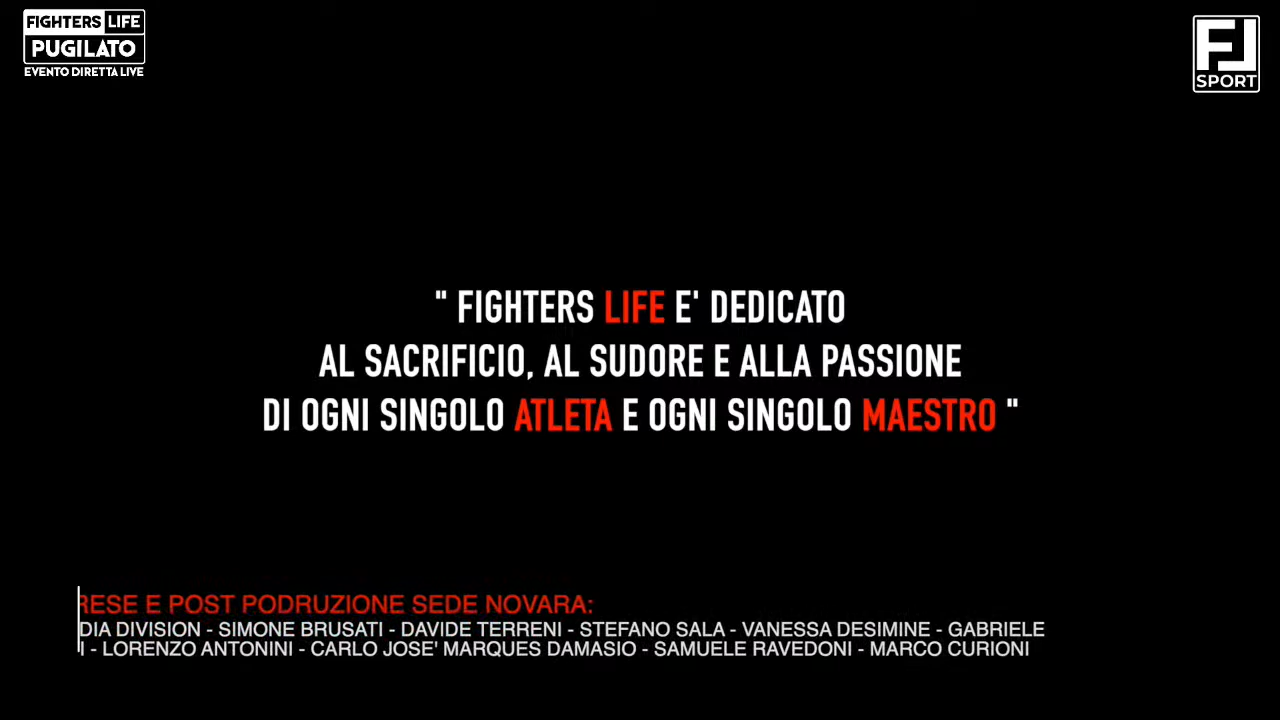 FIGHTERS LIFE
PUGILATO
EVENTO DIRETTA LIVE
FL
SPORT
" FIGHTERS LIFE E' DEDICATO
AL SACRIFICIO, AL SUDORE E ALLA PASSIONE
DI OGNI SINGOLO ATLETA E OGNI SINGOLO MAESTRO "
RESE E POST PODRUZIONE SEDE NOVARA:
DIA DIVISION - SIMONE BRUSATI - DAVIDE TERRENI - STEFANO SALA - VANESSA DESIMINE - GABRIELE
I - LORENZO ANTONINI - CARLO JOSE' MARQUES DAMASIO - SAMUELE RAVEDONI - MARCO CURIONI